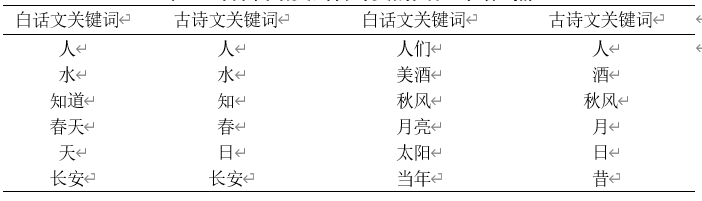 白话文关键词 古诗文关键词 白话文关键词 古诗文关键词
人 人 人们 人
水 水 美酒 酒
知道 知 秋风 秋风
春天 春 月亮 月
天 日 太阳 日
长安 长安 当年 昔